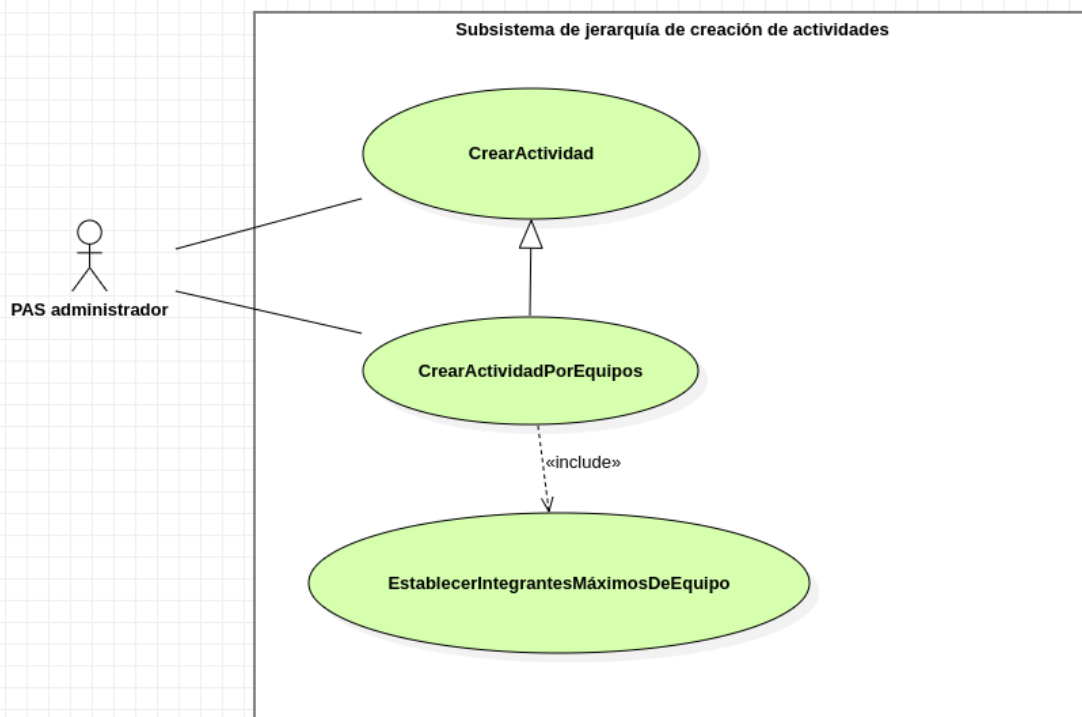 Subsistema de jerarquía de creación de actividades
CrearActividad
PAS administrador
CrearActividadPorEquipos
«include»
EstablecerIntegrantesMáximosDeEquipo